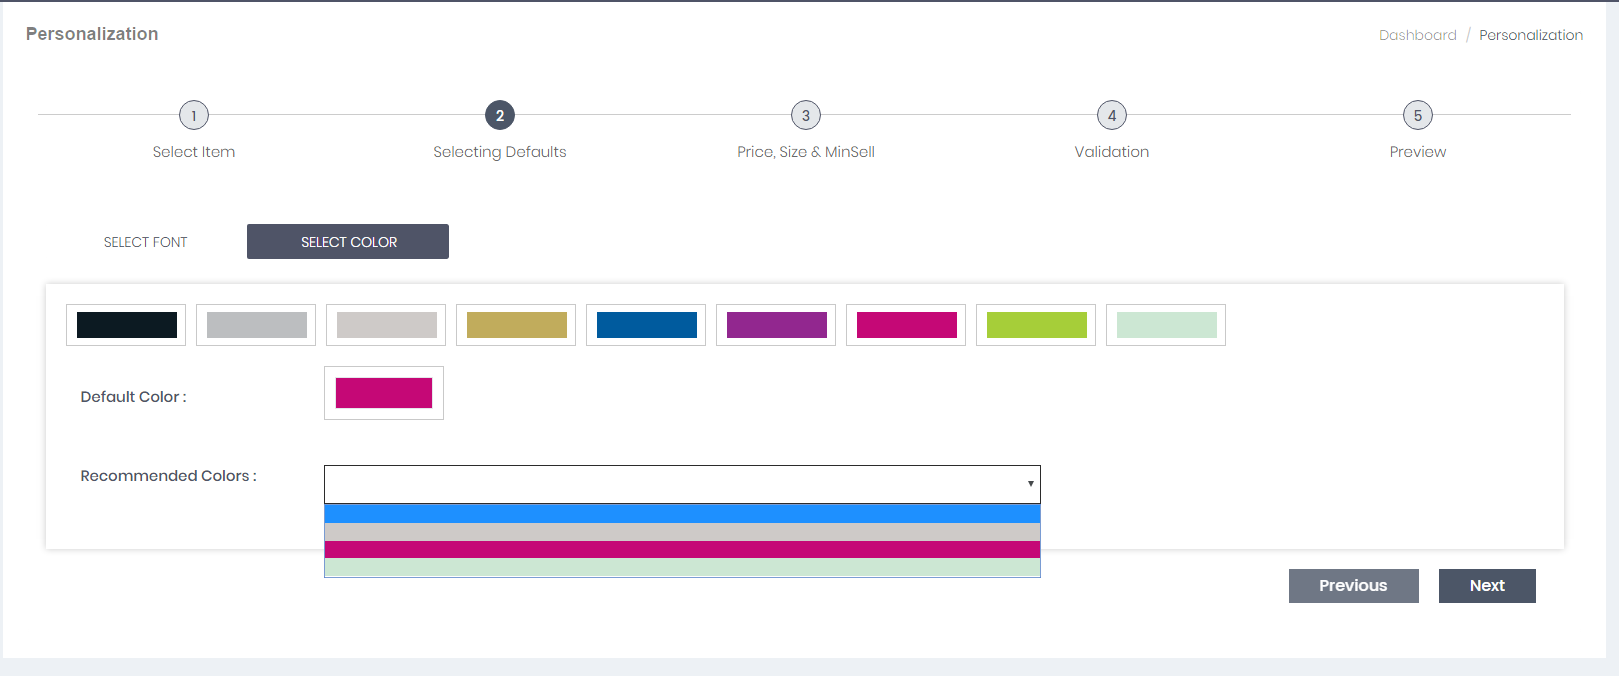 Personalization
Dashboard / Personalization
1 2 3 4 5
Select Item Selecting Defaults Price, Size & MinSell Validation Preview
SELECT FONT SELECT COLOR
Default Color :
Recommended Colors :
Previous Next